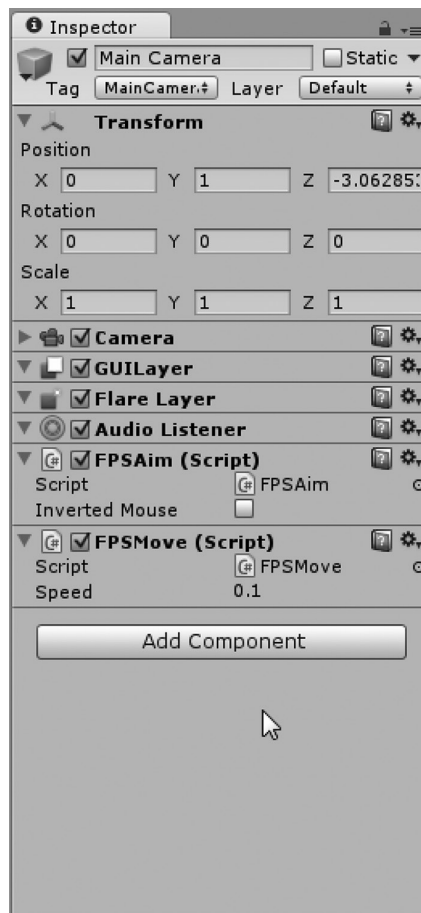 Inspector
Main Camera Static
Tag MainCamer Layer Default
Transform
Position
X 0 Y 1 Z -3.062853
Rotation
X 0 Y 0 Z 0
Scale
X 1 Y 1 Z 1
Camera
GUILayer
Flare Layer
Audio Listener
FPSAim (Script)
Script C# FPSAim
Inverted Mouse
C# FPSMove (Script)
Script C# FPSMove
Speed 0.1
Add Component